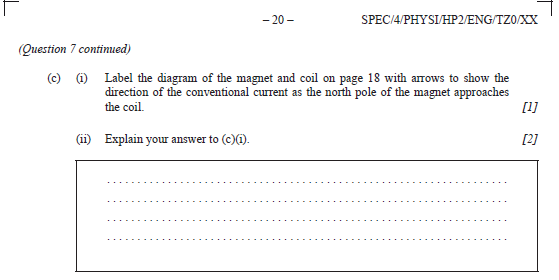 – 20 –
SPEC/4/PHYSI/HP2/ENG/TZ0/XX
(Question 7 continued)
(c) (i) Label the diagram of the magnet and coil on page 18 with arrows to show the
direction of the conventional current as the north pole of the magnet approaches
the coil. [1]
(ii) Explain your answer to (c)(i). [2]